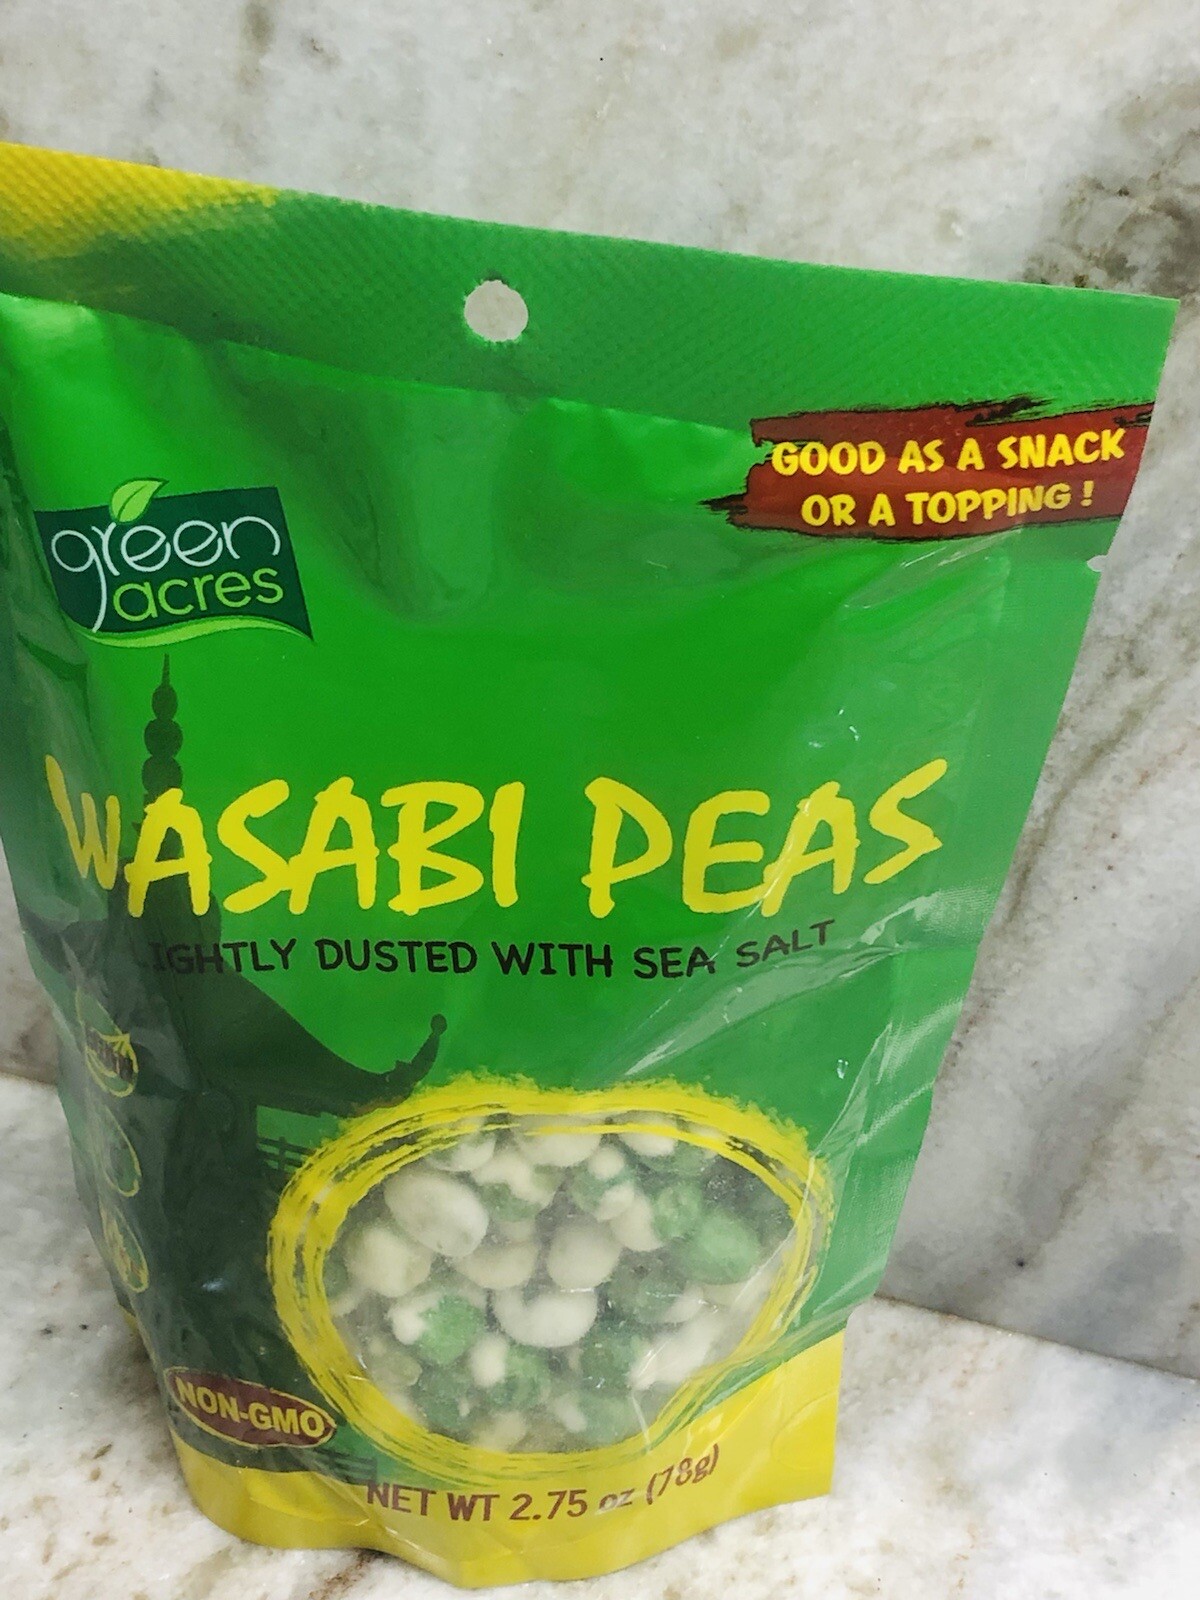 GOOD AS A SNACK
OR A TOPPING !
green
acres
WASABI PEAS
LIGHTLY DUSTED WITH SEA SALT
NON-GMO
NET WT 2.75 oz (78g)